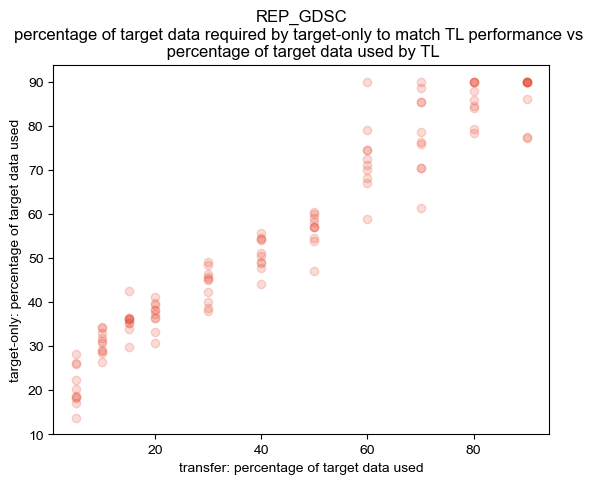 REP_GDSC
percentage of target data required by target-only to match TL performance vs
percentage of target data used by TL
90
80
70
60
50
40
30
20
10
target-only: percentage of target data used
20
40
60
80
transfer: percentage of target data used